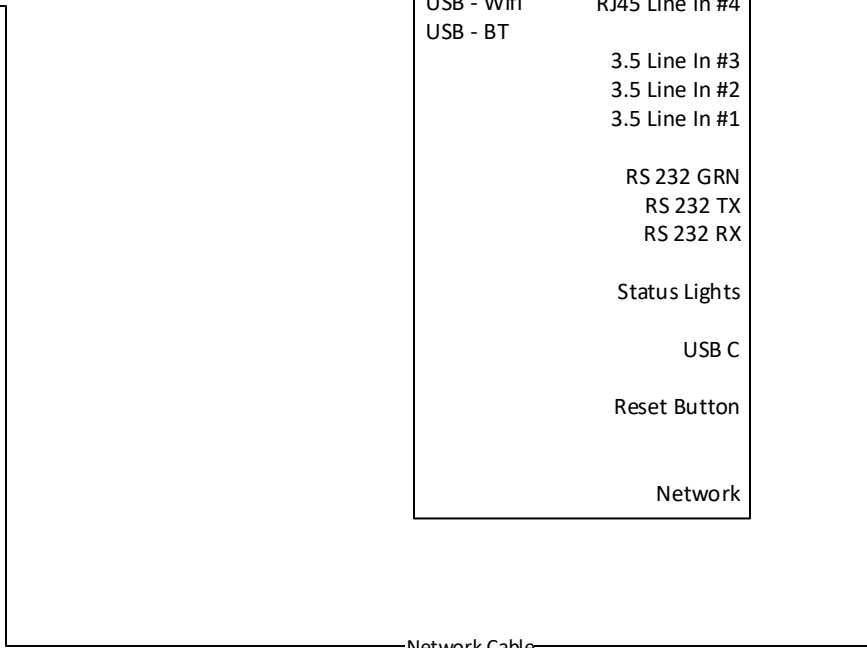 USB - Wifi RJ45 Line In #4
USB - BT
3.5 Line In #3
3.5 Line In #2
3.5 Line In #1
RS 232 GRN
RS 232 TX
RS 232 RX
Status Lights
USB C
Reset Button
Network
Network Cable